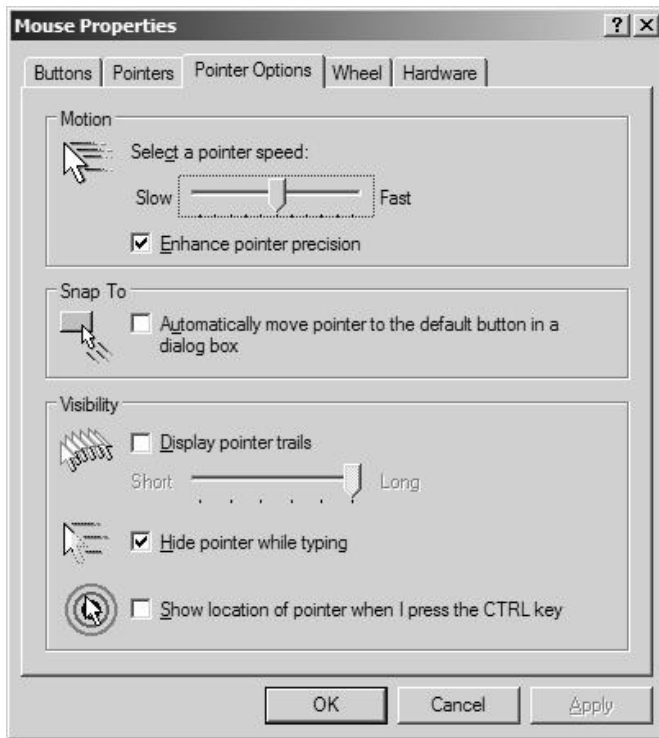 Mouse Properties
Buttons Pointers Pointer Options Wheel Hardware
Motion
Select a pointer speed:
Slow Fast
Enhance pointer precision
Snap To
Automatically move pointer to the default button in a
dialog box
Visibility
Display pointer trails
Short Long
Hide pointer while typing
Show location of pointer when I press the CTRL key
OK Cancel Apply